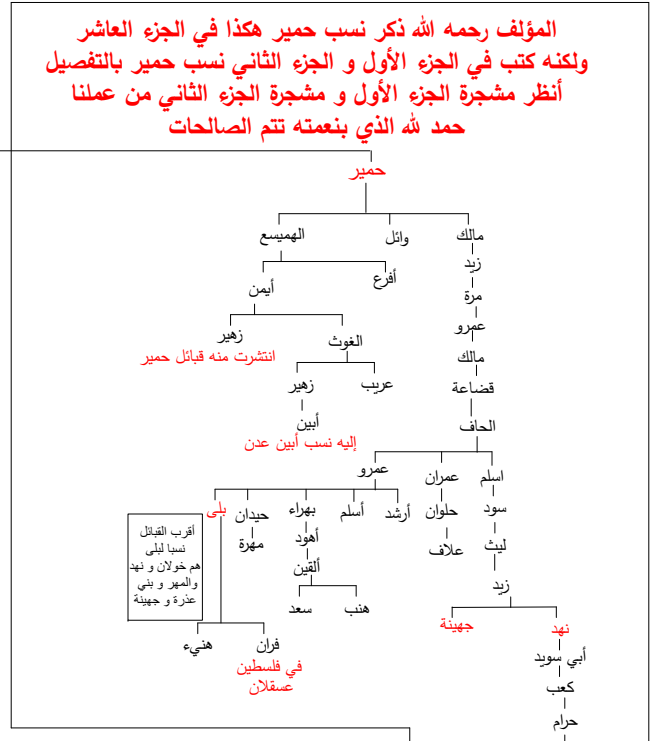 المؤلف رحمه الله ذكر نسب حمير هكذا في الجزء العاشر
ولكنه كتب في الجزء الأول و الجزء الثاني نسب حمير بالتفصيل
أنظر مشجرة الجزء الأول و مشجرة الجزء الثاني من عملنا
حمد لله الذي بنعمته تتم الصالحات
حمير
مالك
وائل
الهميسع
زيد
أفرع
أيمن
مرة
عمرو
الغوث
زهير
انتشرت منه قبائل حمير
مالك
قضاعة
عريب
زهير
أبين
إليه نسب أبين عدن
الحاف
اسلم
عمران
عمرو
سود
حلوان
أرشد
أسلم
بهراء
حيدان
بلى
ليث
علاف
أهود
مهرة
ألقين
أقرب القبائل
نسبا لبلى
هم خولان و نهد
والمهر و بني
عذرة و جهينة
زيد
هنب
سعد
نهد
جهينة
فران
هنيء
في فلسطين
عسقلان
أبي سويد
كعب
حرام